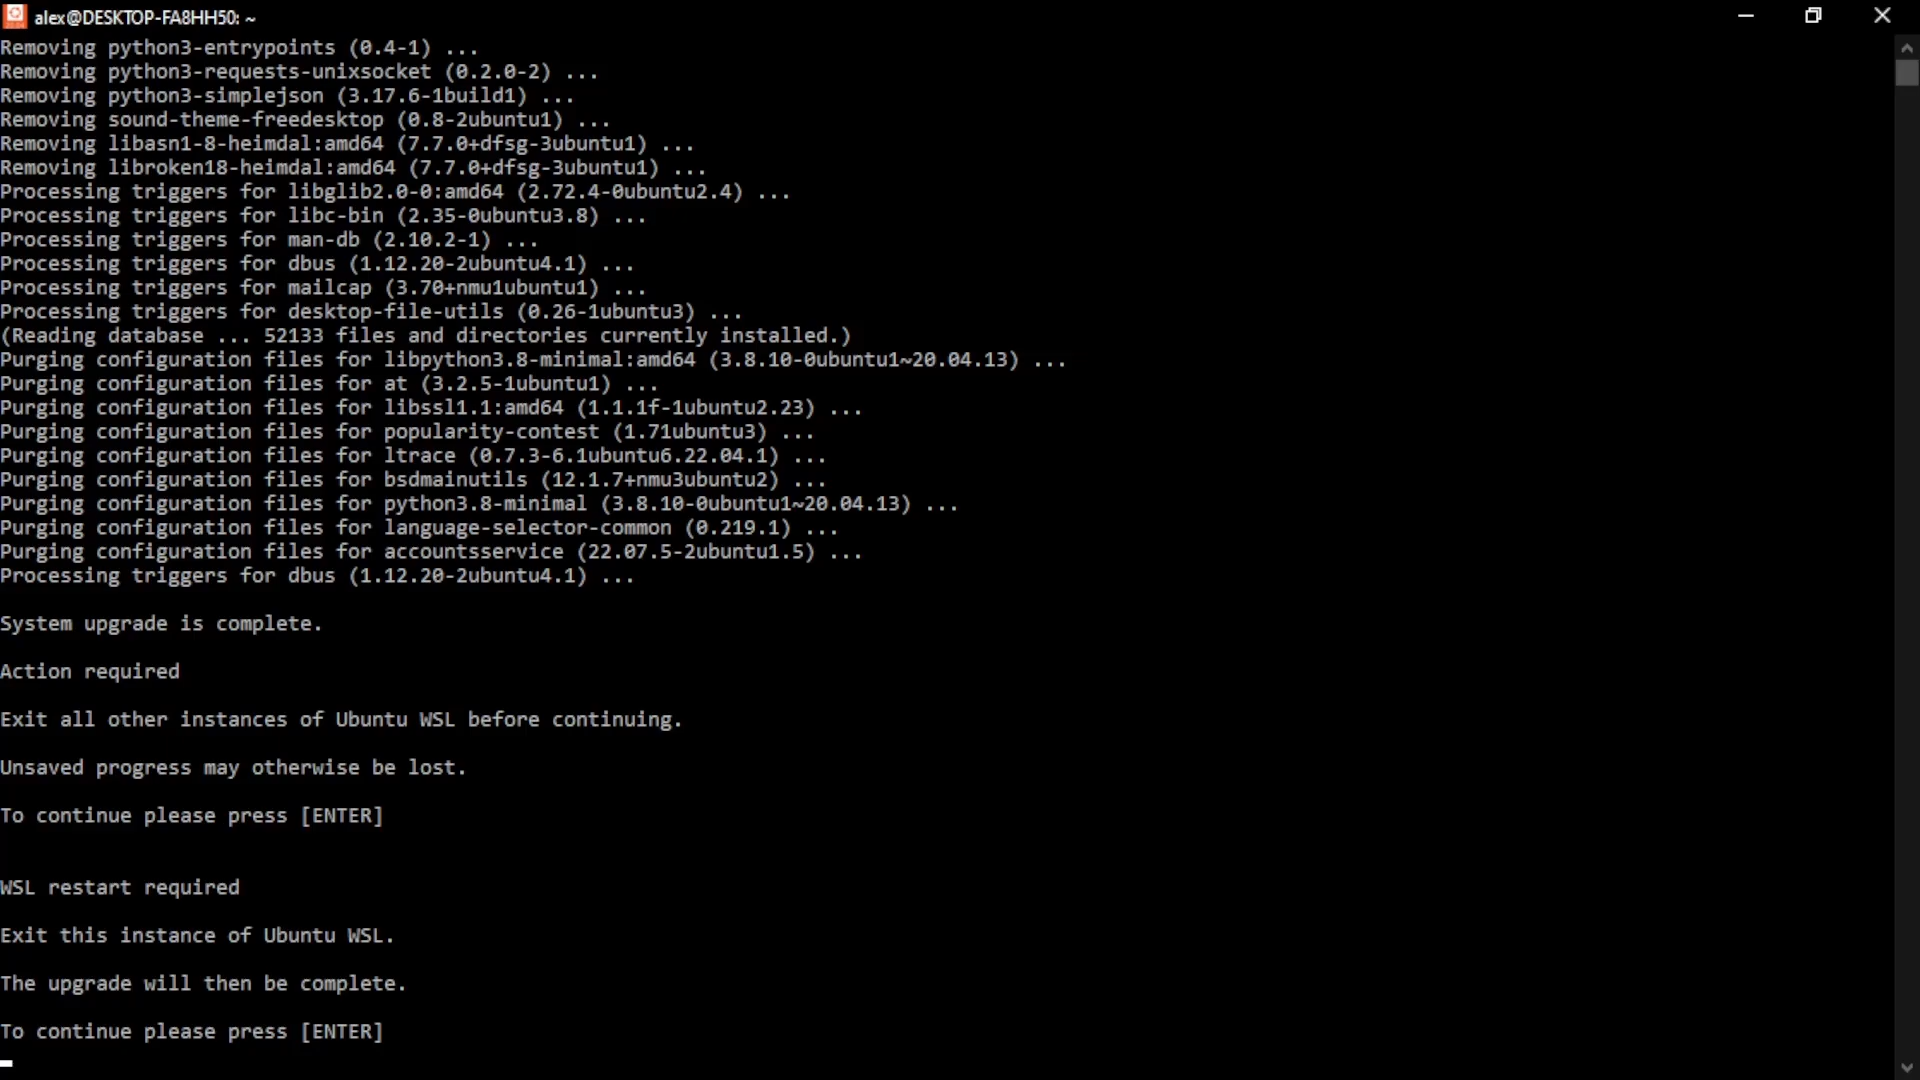 alex@DESKTOP-FA8HH50: ~
Removing python3-entrypoints (0.4-1) ...
Removing python3-requests-unixsocket (0.2.0-2) ...
Removing python3-simplejson (3.17.6-1build1) ...
Removing sound-theme-freedesktop (0.8-2ubuntu1) ...
Removing libasn1-8-heimdal:amd64 (7.7.0+dfsg-3ubuntu1) ...
Removing libroken18-heimdal:amd64 (7.7.0+dfsg-3ubuntu1) ...
Processing triggers for libglib2.0-0:amd64 (2.72.4-0ubuntu2.4) ...
Processing triggers for libc-bin (2.35-0ubuntu3.8) ...
Processing triggers for man-db (2.10.2-1) ...
Processing triggers for dbus (1.12.20-2ubuntu4.1) ...
Processing triggers for mailcap (3.70+nmu1ubuntu1) ...
Processing triggers for desktop-file-utils (0.26-1ubuntu3) ...
(Reading database ... 52133 files and directories currently installed.)
Purging configuration files for libpython3.8-minimal:amd64 (3.8.10-0ubuntu1~20.04.13) ...
Purging configuration files for at (3.2.5-1ubuntu1) ...
Purging configuration files for libssl1.1:amd64 (1.1.1f-1ubuntu2.23) ...
Purging configuration files for popularity-contest (1.71ubuntu3) ...
Purging configuration files for ltrace (0.7.3-6.1ubuntu6.22.04.1) ...
Purging configuration files for bsdmainutils (12.1.7+nmu3ubuntu2) ...
Purging configuration files for python3.8-minimal (3.8.10-0ubuntu1~20.04.13) ...
Purging configuration files for language-selector-common (0.219.1) ...
Purging configuration files for accountsservice (22.07.5-2ubuntu1.5) ...
Processing triggers for dbus (1.12.20-2ubuntu4.1) ...
System upgrade is complete.
Action required
Exit all other instances of Ubuntu WSL before continuing.
Unsaved progress may otherwise be lost.
To continue please press [ENTER]
WSL restart required
Exit this instance of Ubuntu WSL.
The upgrade will then be complete.
To continue please press [ENTER]